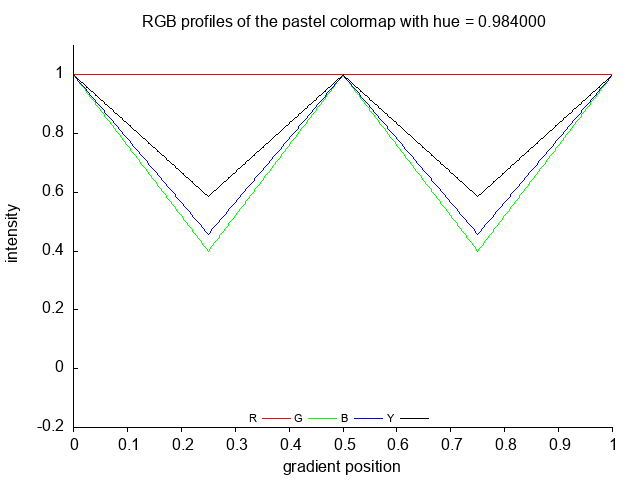 RGB profiles of the pastel colormap with hue = 0.984000
1
0.8
0.6
0.4
0.2
0
-0.2
intensity
R G B Y
0 0.1 0.2 0.3 0.4 0.5 0.6 0.7 0.8 0.9 1
gradient position